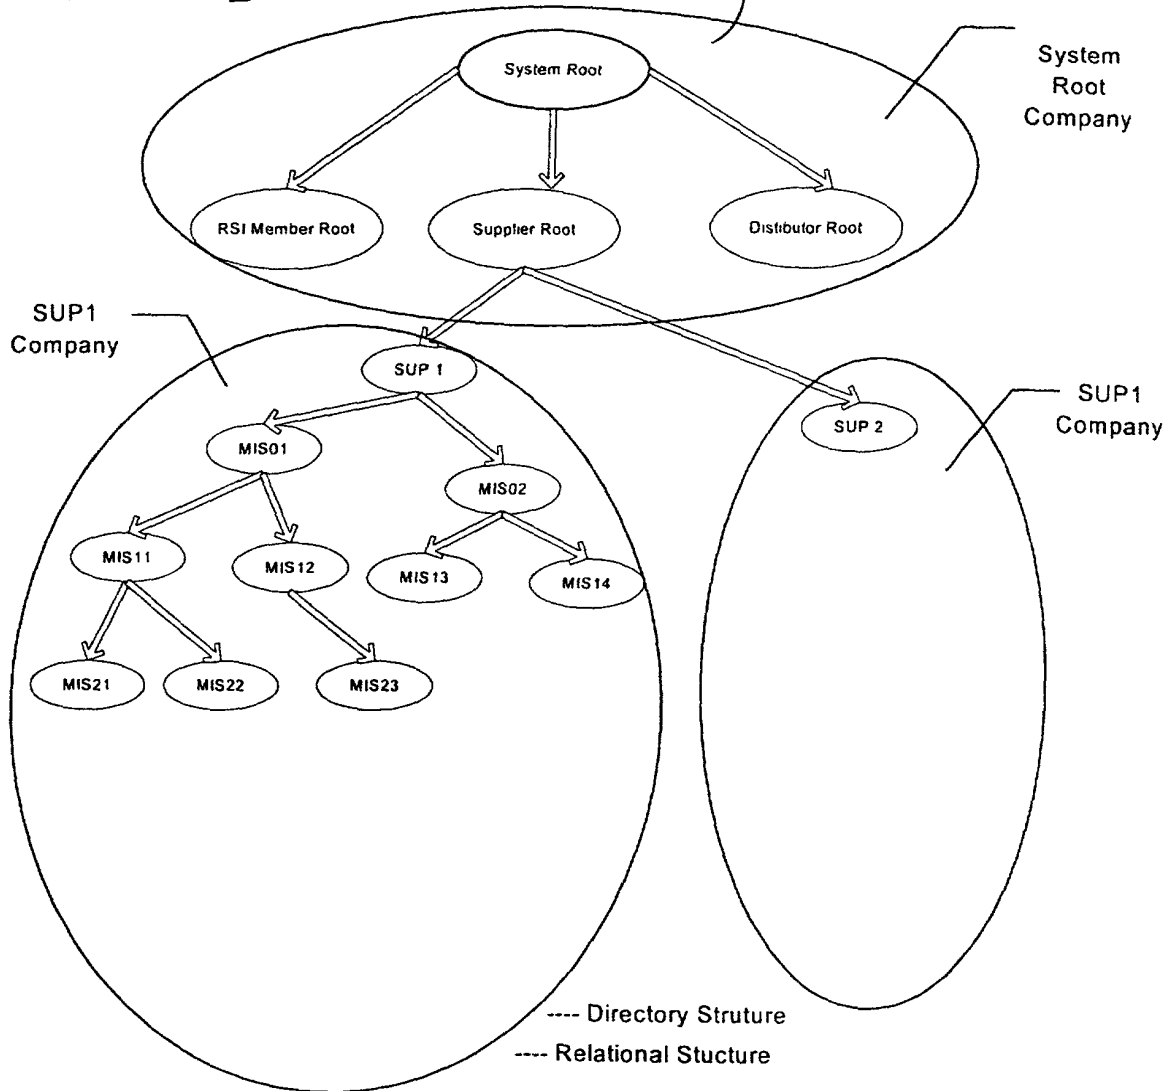 System Root
System
Root
Company
RSI Member Root
Supplier Root
Distibutor Root
SUP1
Company
SUP 1
SUP 2
SUP1
Company
MIS01
MIS02
MIS11
MIS12
MIS13
MIS14
MIS21
MIS22
MIS23
---- Directory Struture
---- Relational Stucture